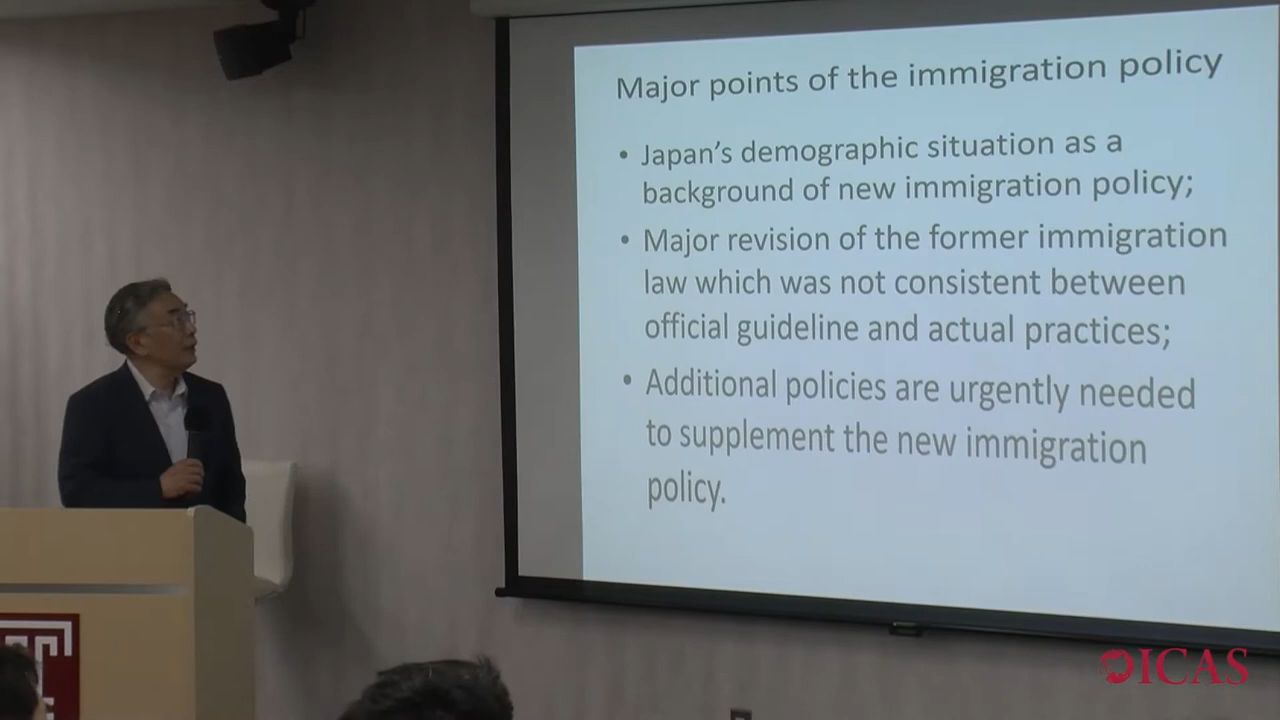 Major points of the immigration policy
• Japan's demographic situation as a
background of new immigration policy;
• Major revision of the former immigration
law which was not consistent between
official guideline and actual practices;
• Additional policies are urgently needed
to supplement the new immigration
policy.
ICAS